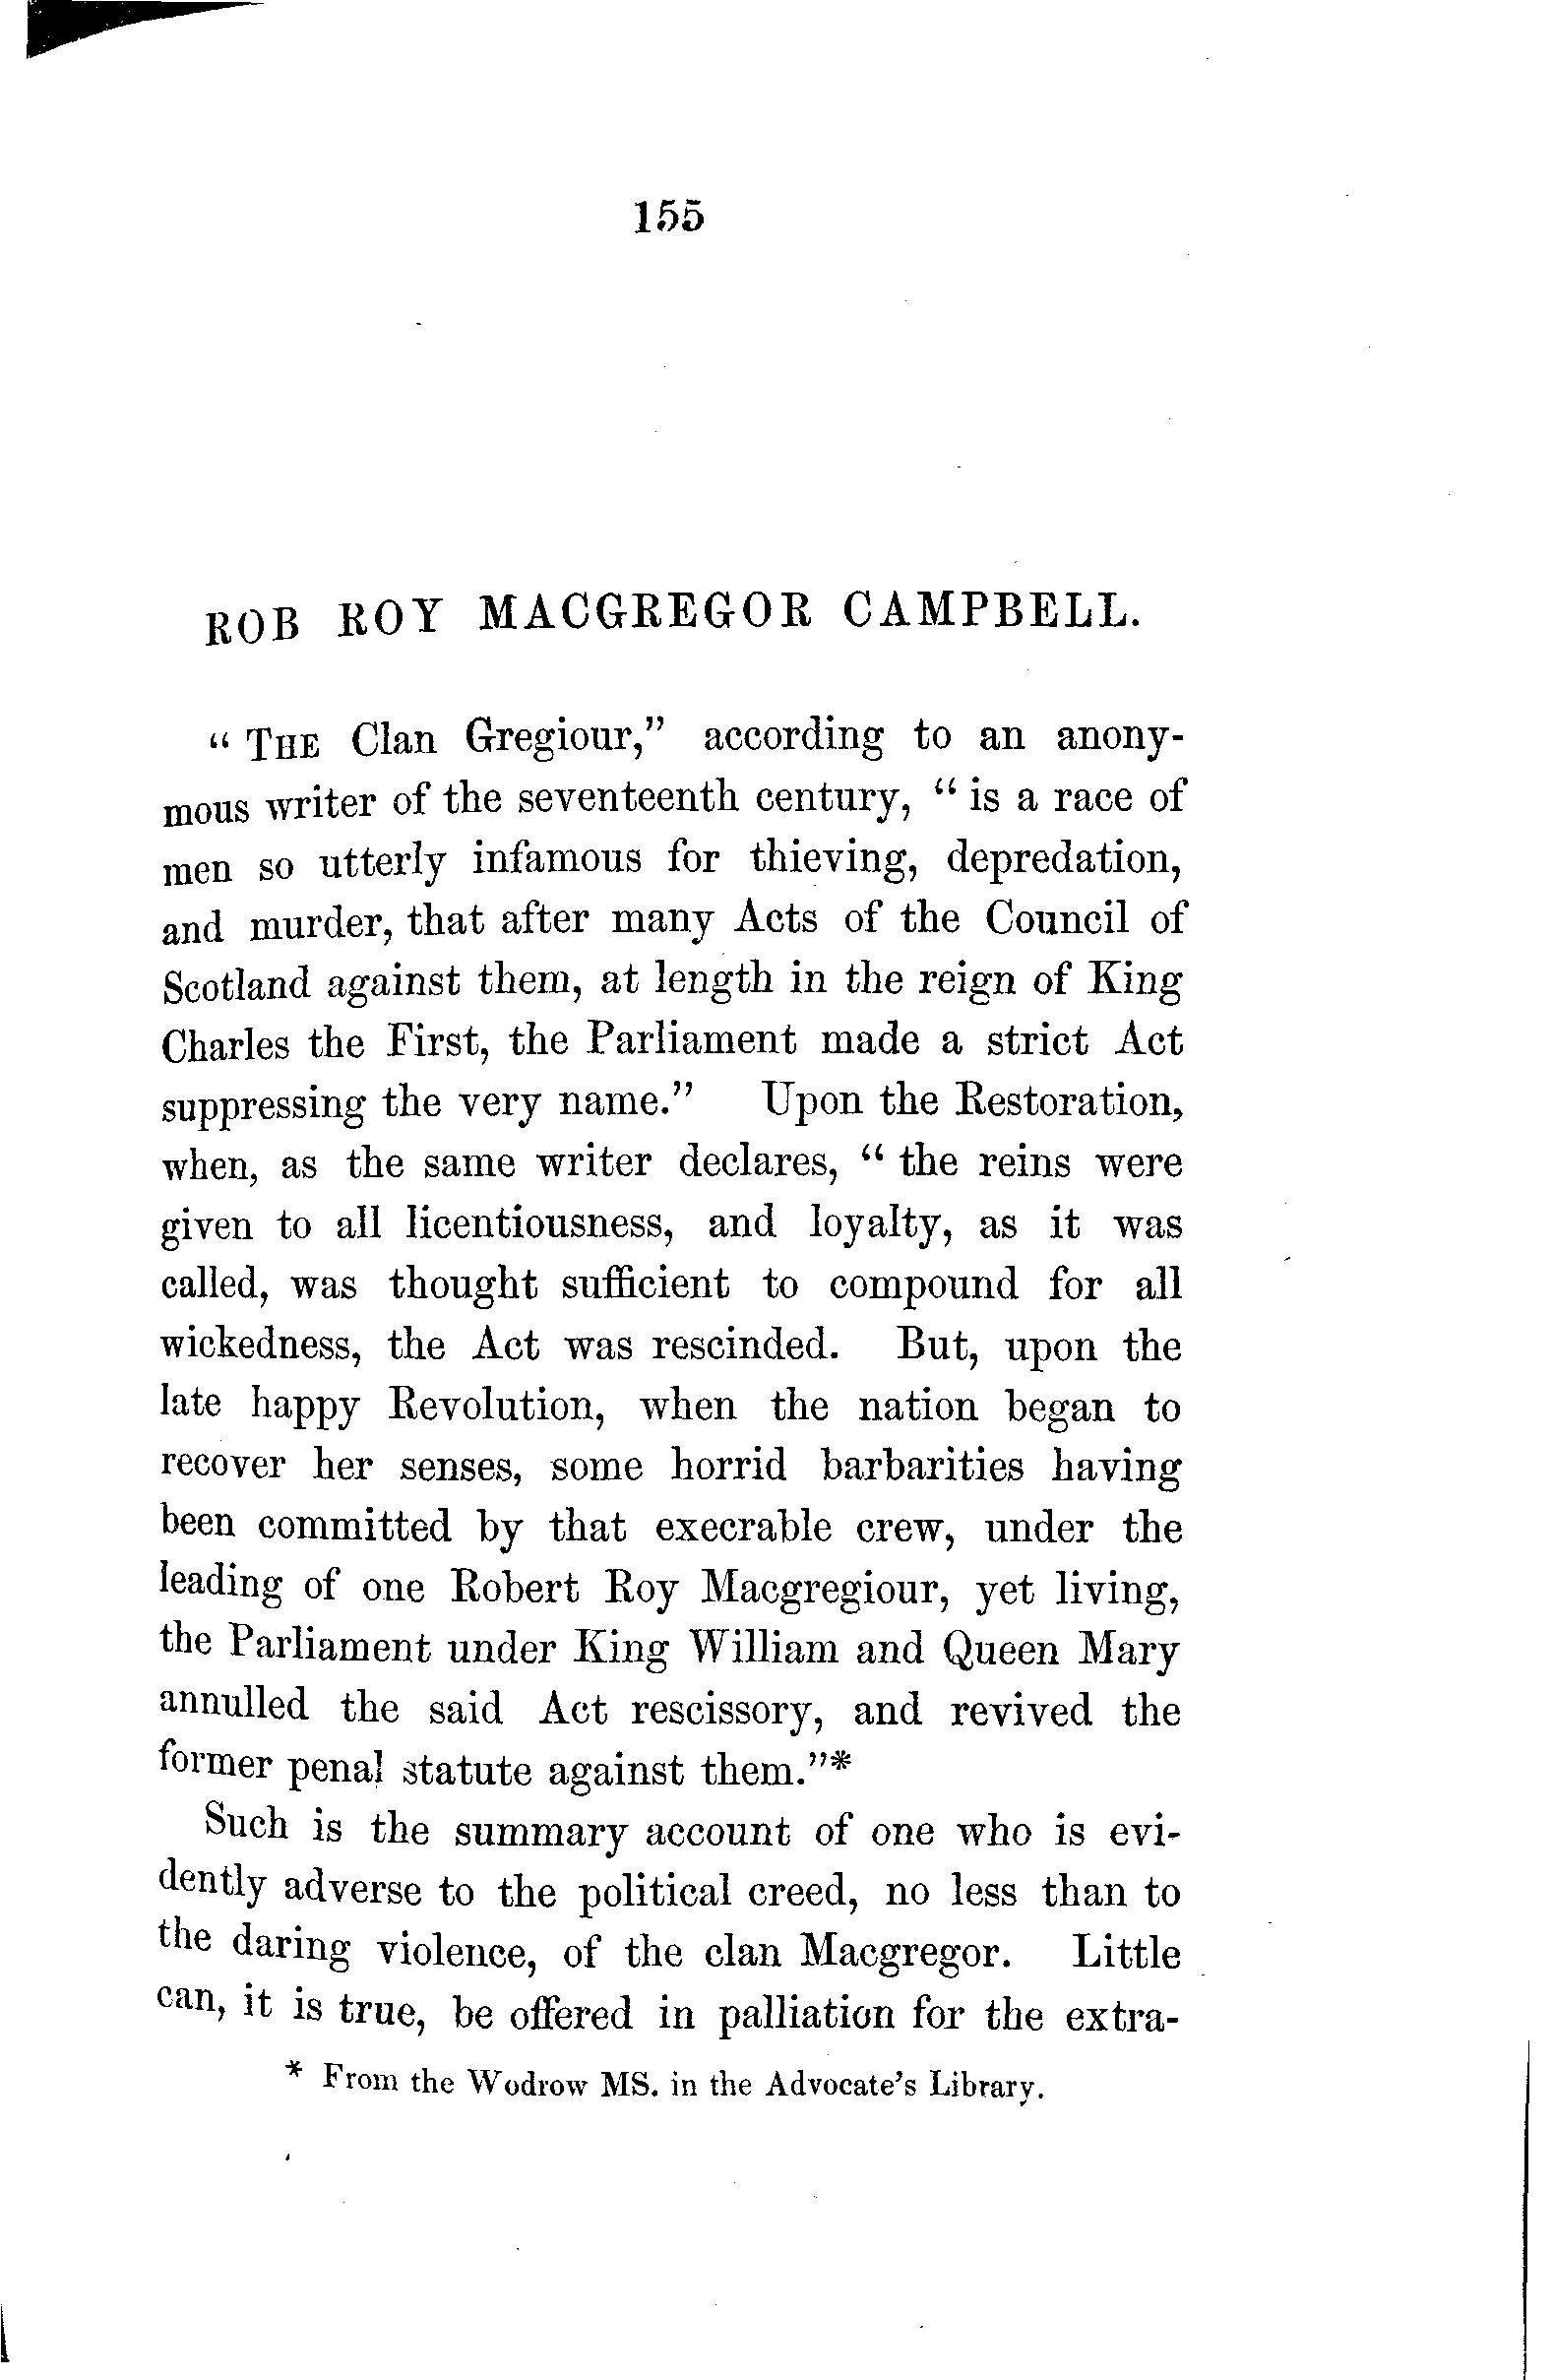 155
ROB ROY MACGREGOR CAMPBELL.
“ THE Clan Gregiour,” according to an anony-
mous writer of the seventeenth century, “ is a race of
men so utterly infamous for thieving, depredation,
and murder, that after many Acts of the Council of
Scotland against them, at length in the reign of King
Charles the First, the Parliament made a strict Act
suppressing the very name.” Upon the Restoration,
when, as the same writer declares, “ the reins were
given to all licentiousness, and loyalty, as it was
called, was thought sufficient to compound for all
wickedness, the Act was rescinded. But, upon the
late happy Revolution, when the nation began to
recover her senses, some horrid barbarities having
been committed by that execrable crew, under the
leading of one Robert Roy Macgregiour, yet living,
the Parliament under King William and Queen Mary
annulled the said Act rescissory, and revived the
former penal statute against them.”*
Such is the summary account of one who is evi-
dently adverse to the political creed, no less than to
the daring violence, of the clan Macgregor. Little
can, it is true, be offered in palliation for the extra-
* From the Wodrow MS. in the Advocate’s Library.